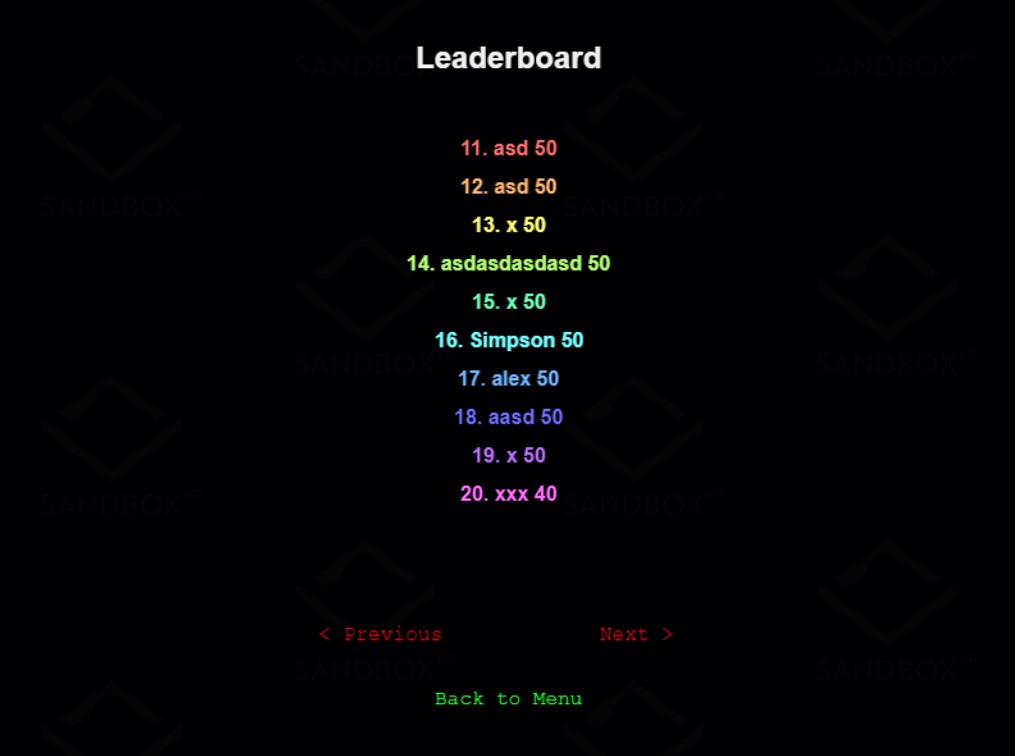 Leaderboard
11. asd 50
12. asd 50
13. x 50
14. asdasdasdasd 50
15. x 50
16. Simpson 50
17. alex 50
18. aasd 50
19. x 50
20. xxx 40
< Previous Next >
Back to Menu
SANDBOX